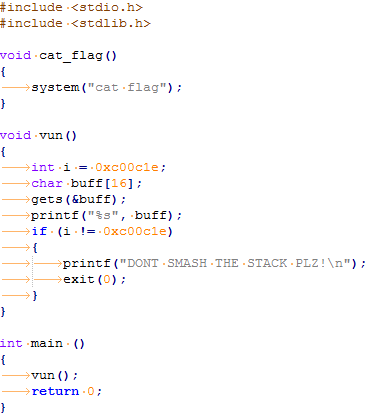 #include <stdio.h>
#include <stdlib.h>

void cat_flag()
{
	system("cat flag");
}

void vun()
{
	int i = 0xc00c1e;
	char buff[16];
	gets(&buff);
	printf("%s", buff);
	if (i != 0xc00c1e)
	{
		printf("DONT SMASH THE STACK PLZ!\n");
		exit(0);
	}
}

int main ()
{
	vun();
	return 0;
}